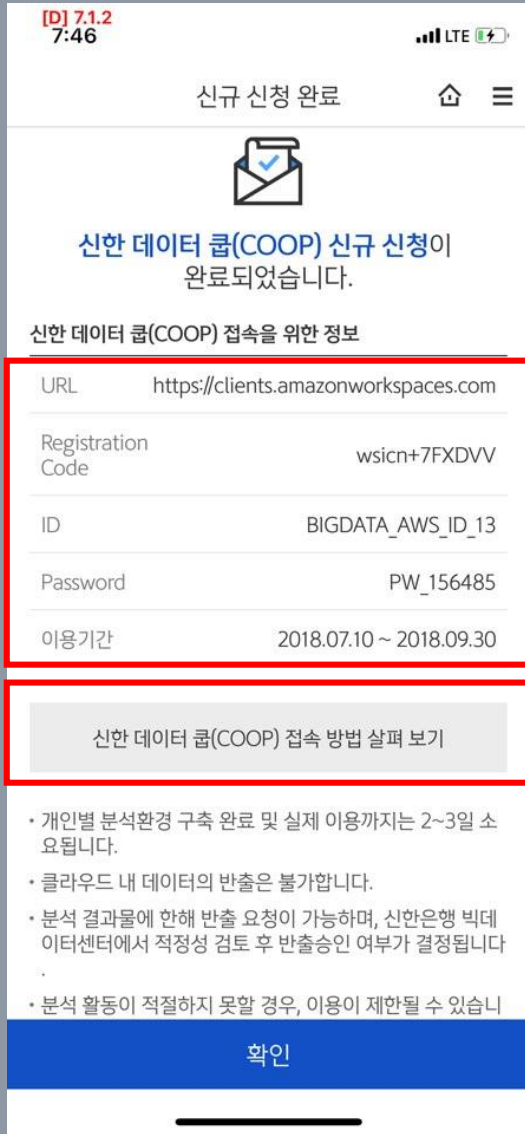 [D] 7.1.2
7:46
LTE
신규 신청 완료
신한 데이터 쿱(COOP) 신규 신청이
완료되었습니다.
신한 데이터 쿱(COOP) 접속을 위한 정보
URL https://clients.amazonworkspaces.com
Registration
Code
wsicn+7FXDVV
ID BIGDATA_AWS_ID_13
Password PW_156485
이용기간 2018.07.10 ~ 2018.09.30
신한 데이터 쿱(COOP) 접속 방법 살펴 보기
• 개인별 분석환경 구축 완료 및 실제 이용까지는 2~3일 소
요됩니다.
• 클라우드 내 데이터의 반출은 불가합니다.
• 분석 결과물에 한해 반출 요청이 가능하며, 신한은행 빅데
이터센터에서 적정성 검토 후 반출승인 여부가 결정됩니다
.
• 분석 활동이 적절하지 못할 경우, 이용이 제한될 수 있습니
확인